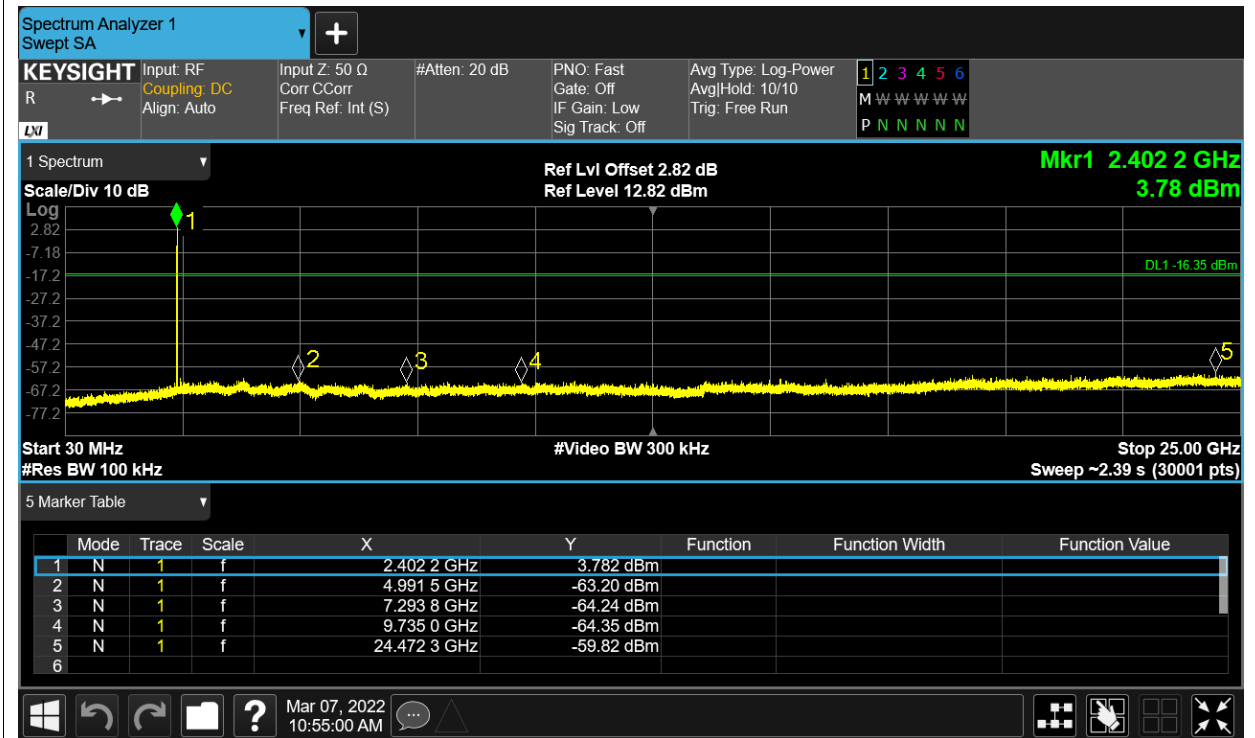 Spectrum Analyzer 1
Swept SA
+
KEYSIGHT Input: RF Input Z: 50 Ω #Atten: 20 dB PNO: Fast Avg Type: Log-Power 1 2 3 4 5 6
R Coupling: DC Corr CCorr Gate: Off Avg|Hold: 10/10 M W W W W W
Align: Auto Freq Ref: Int (S) IF Gain: Low Trig: Free Run P N N N N N
LXI Sig Track: Off
1 Spectrum
Ref Lvl Offset 2.82 dB Mkr1 2.402 2 GHz
Scale/Div 10 dB Ref Level 12.82 dBm 3.78 dBm
Log
1
2.82
-7.18
DL1 -16.35 dBm
-17.2
-27.2
-37.2
-47.2
2 3 4 5
-57.2
-67.2
-77.2
Start 30 MHz #Video BW 300 kHz Stop 25.00 GHz
#Res BW 100 kHz Sweep ~2.39 s (30001 pts)
5 Marker Table
Mode Trace Scale X Y Function Function Width Function Value
1 N 1 f 2.402 2 GHz 3.782 dBm
2 N 1 f 4.991 5 GHz -63.20 dBm
3 N 1 f 7.293 8 GHz -64.24 dBm
4 N 1 f 9.735 0 GHz -64.35 dBm
5 N 1 f 24.472 3 GHz -59.82 dBm
6
? Mar 07, 2022
10:55:00 AM